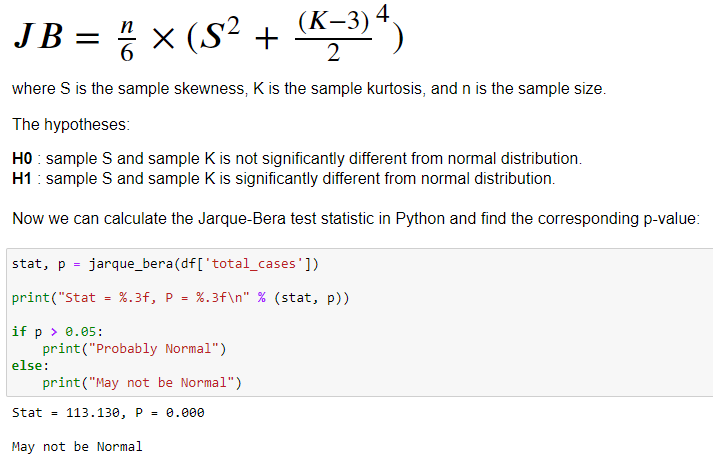 JB = n/6 × (S² + (K−3)⁴/2)
where S is the sample skewness, K is the sample kurtosis, and n is the sample size.
The hypotheses:
H0 : sample S and sample K is not significantly different from normal distribution.
H1 : sample S and sample K is significantly different from normal distribution.
Now we can calculate the Jarque-Bera test statistic in Python and find the corresponding p-value:
stat, p = jarque_bera(df['total_cases'])
print("Stat = %.3f, P = %.3f\n" % (stat, p))
if p > 0.05:
    print("Probably Normal")
else:
    print("May not be Normal")
Stat = 113.130, P = 0.000
May not be Normal